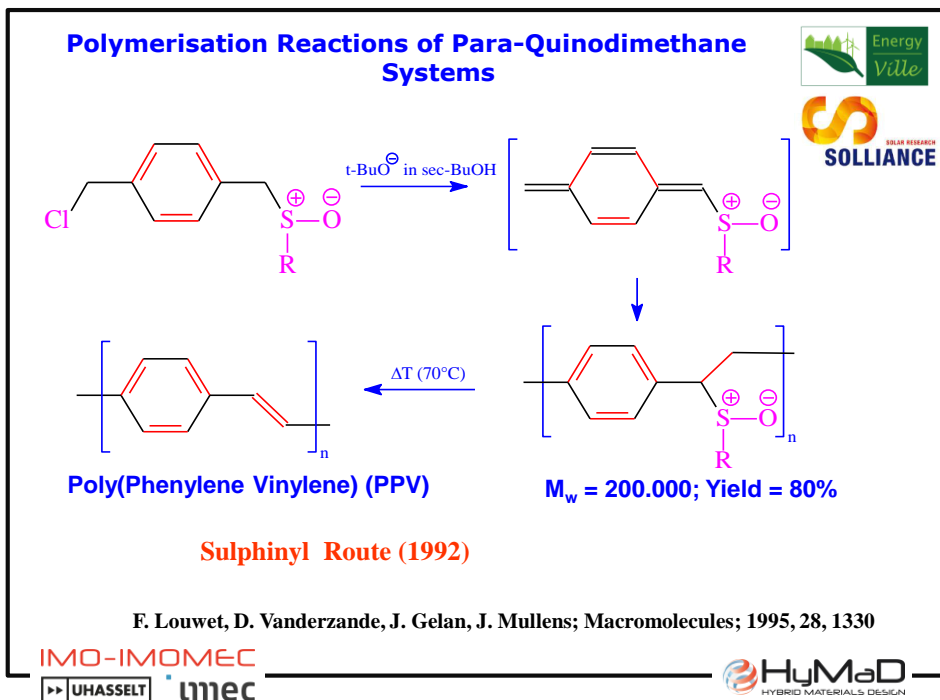 Polymerisation Reactions of Para-Quinodimethane
Systems
Energy
Ville
SOLAR RESEARCH
SOLLIANCE
Cl
S
⊕
O
⊖
R
t-BuO⊖ in sec-BuOH
S
⊕
O
⊖
R
n
ΔT (70°C)
S
⊕
O
⊖
R
n
Poly(Phenylene Vinylene) (PPV)
Mw = 200.000; Yield = 80%
Sulphinyl Route (1992)
F. Louwet, D. Vanderzande, J. Gelan, J. Mullens; Macromolecules; 1995, 28, 1330
IMO-IMOMEC
UHASSELT
imec
HyMaD
HYBRID MATERIALS DESIGN